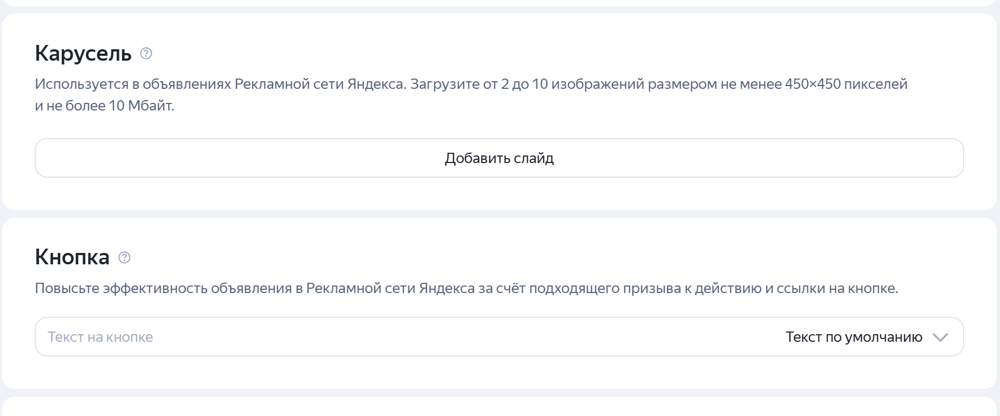 Карусель
Используется в объявлениях Рекламной сети Яндекса. Загрузите от 2 до 10 изображений размером не менее 450×450 пикселей
и не более 10 Мбайт.
Добавить слайд
Кнопка
Повысьте эффективность объявления в Рекламной сети Яндекса за счёт подходящего призыва к действию и ссылки на кнопке.
Текст на кнопке Текст по умолчанию